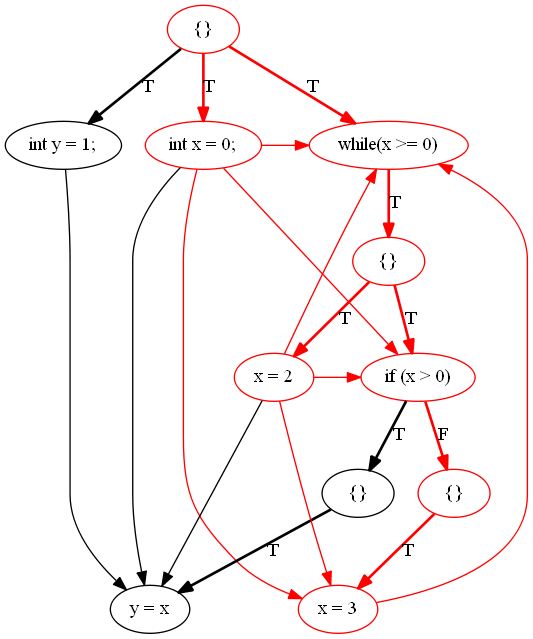 {}
T
T
T
int y = 1;
int x = 0;
while(x >= 0)
T
{}
T
T
x = 2
if (x > 0)
T
F
{}
{}
T
T
y = x
x = 3